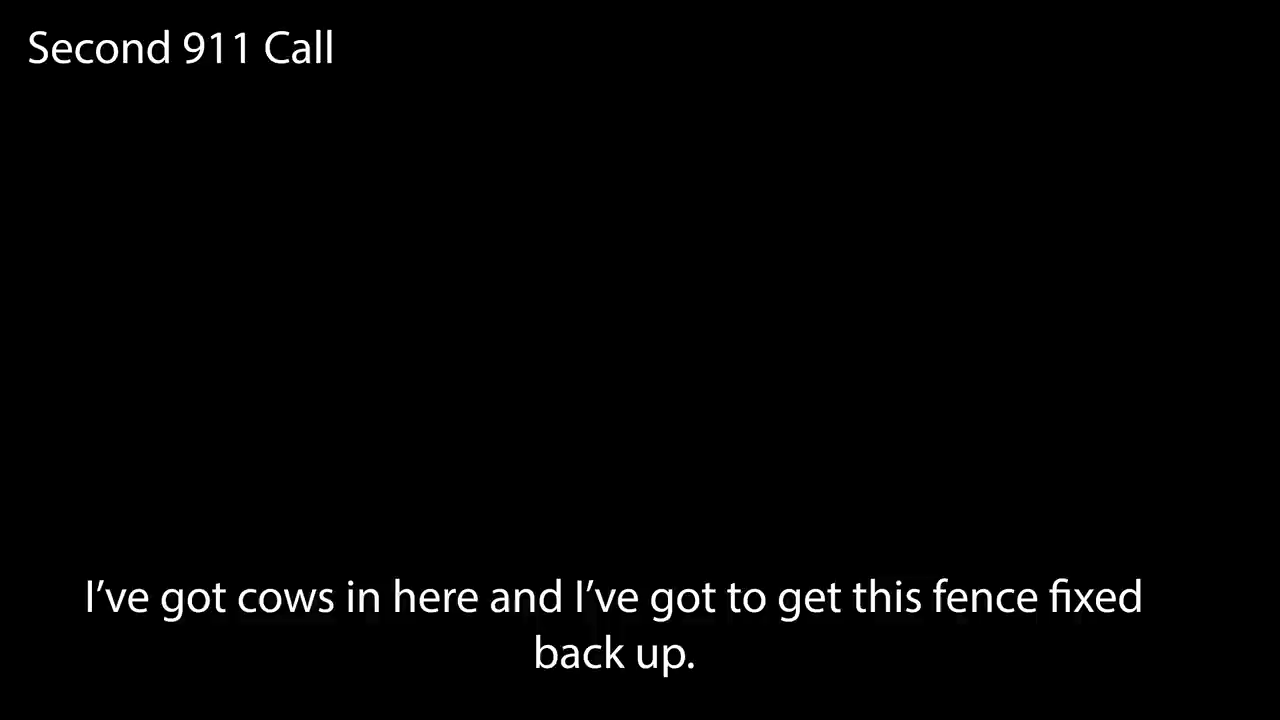 Second 911 Call
I’ve got cows in here and I’ve got to get this fence fixed
back up.